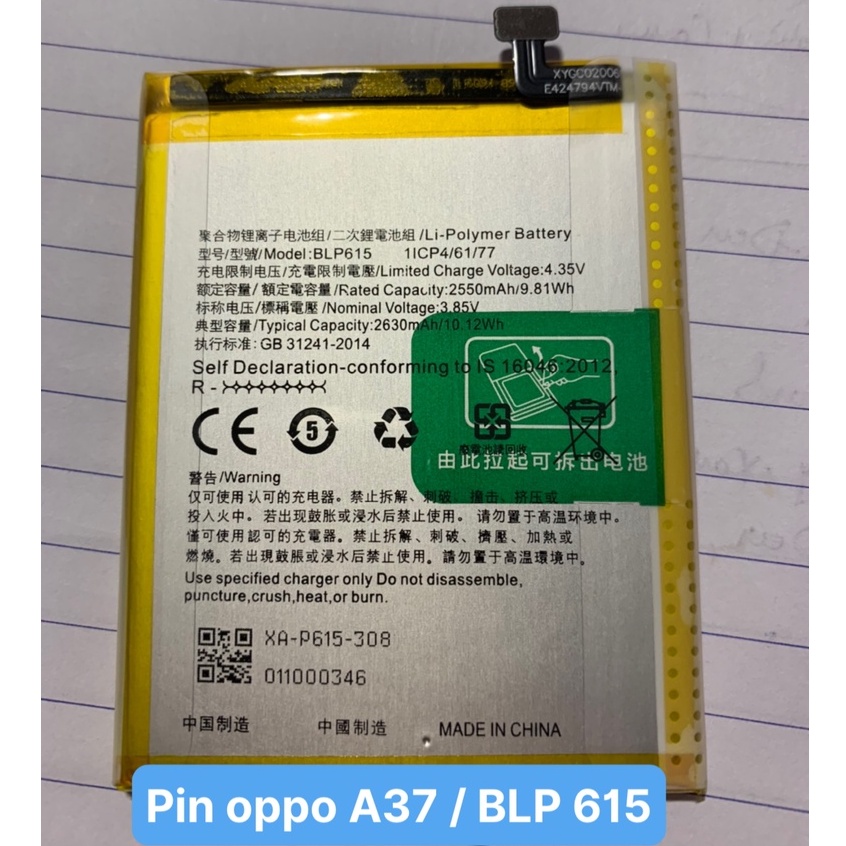 XYGC02006
E424794VTM
聚合物锂离子电池组/二次鋰電池組/Li-Polymer Battery
型号/型號/Model:BLP615 1ICP4/61/77
充电限制电压/充電限制電壓/Limited Charge Voltage:4.35V
额定容量/額定電容量/Rated Capacity:2550mAh/9.81Wh
标称电压/標稱電壓/Nominal Voltage:3.85V
典型容量/Typical Capacity:2630mAh/10.12Wh
执行标准:GB 31241-2014
Self Declaration-conforming to IS 16046:2012,
R -
CE 5
廢電池請回收
由此拉起可拆出电池
警告/Warning
仅可使用认可的充电器。禁止拆解、刺破、撞击、挤压或
投入火中。若出现鼓胀或浸水后禁止使用。请勿置于高温环境中。
僅可使用認可的充電器。禁止拆解、刺破、擠壓、加熱或
燃燒。若出現鼓脹或浸水後禁止使用。請勿置於高溫環境中。
Use specified charger only Do not disassemble,
puncture,crush,heat,or burn.
XA-P615-308
011000346
中国制造 中國制造 MADE IN CHINA
Pin oppo A37 / BLP 615